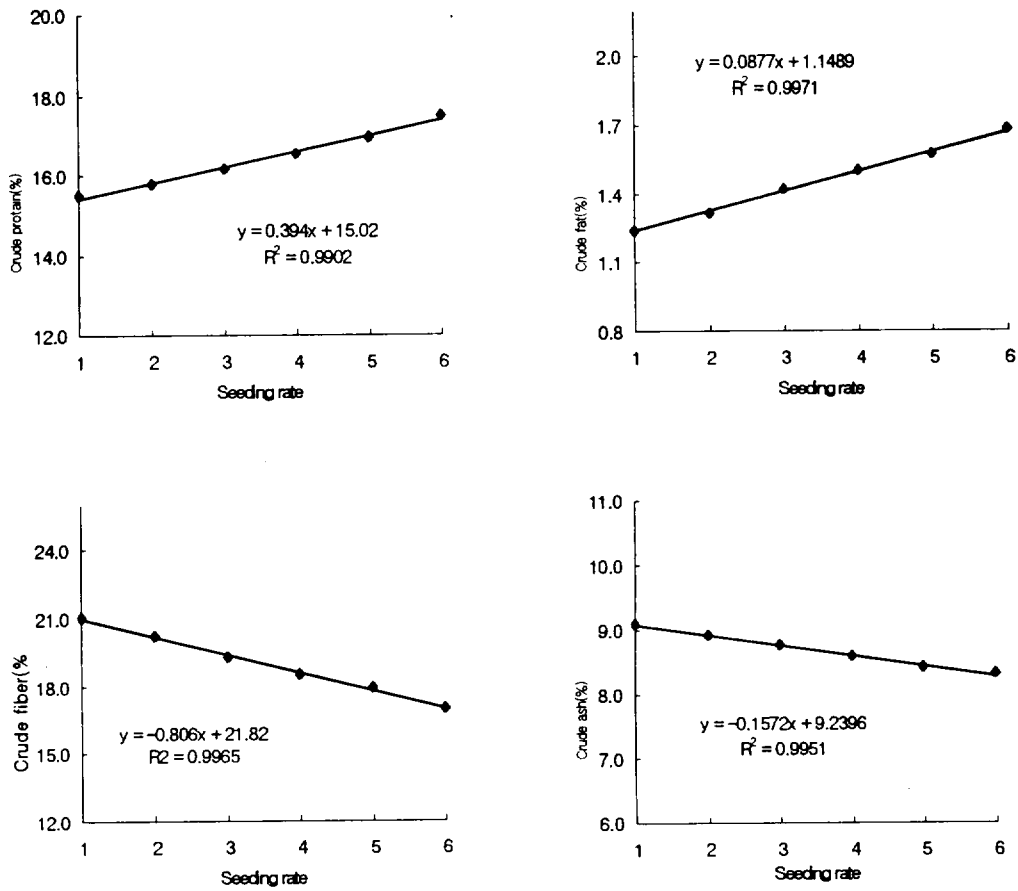 20.0
18.0
16.0
14.0
12.0
Crude protain(%)
y = 0.394x + 15.02
R² = 0.9902
1 2 3 4 5 6
Seeding rate
2.0
1.7
1.4
1.1
0.8
Crude fat(%)
y = 0.0877x + 1.1489
R² = 0.9971
1 2 3 4 5 6
Seeding rate
24.0
21.0
18.0
15.0
12.0
Crude fiber(%
y = -0.806x + 21.82
R2 = 0.9965
1 2 3 4 5 6
Seeding rate
11.0
10.0
9.0
8.0
7.0
6.0
Crude ash(%)
y = -0.1572x + 9.2396
R² = 0.9951
1 2 3 4 5 6
Seeding rate